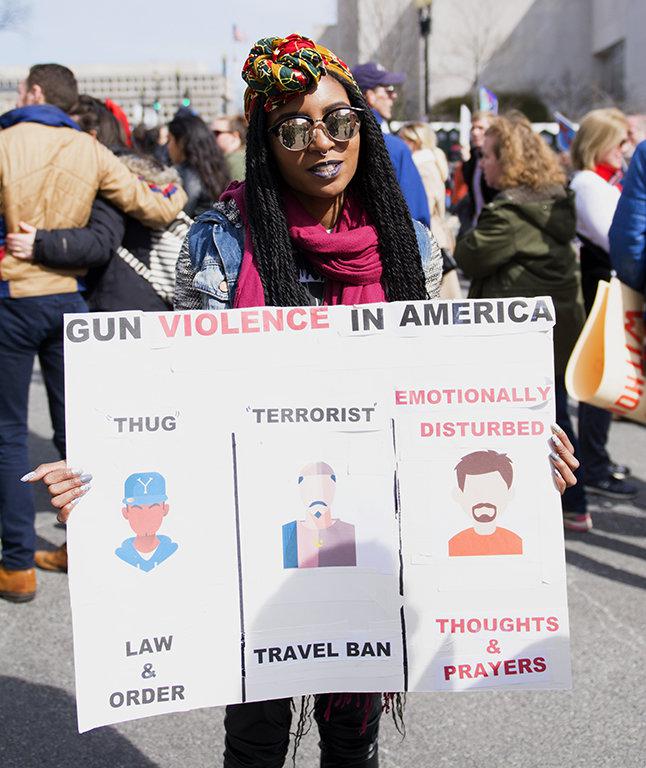 GUN VIOLENCE IN AMERICA
"THUG"
"TERRORIST"
EMOTIONALLY
DISTURBED
Y
LAW
&
ORDER
TRAVEL BAN
THOUGHTS
&
PRAYERS